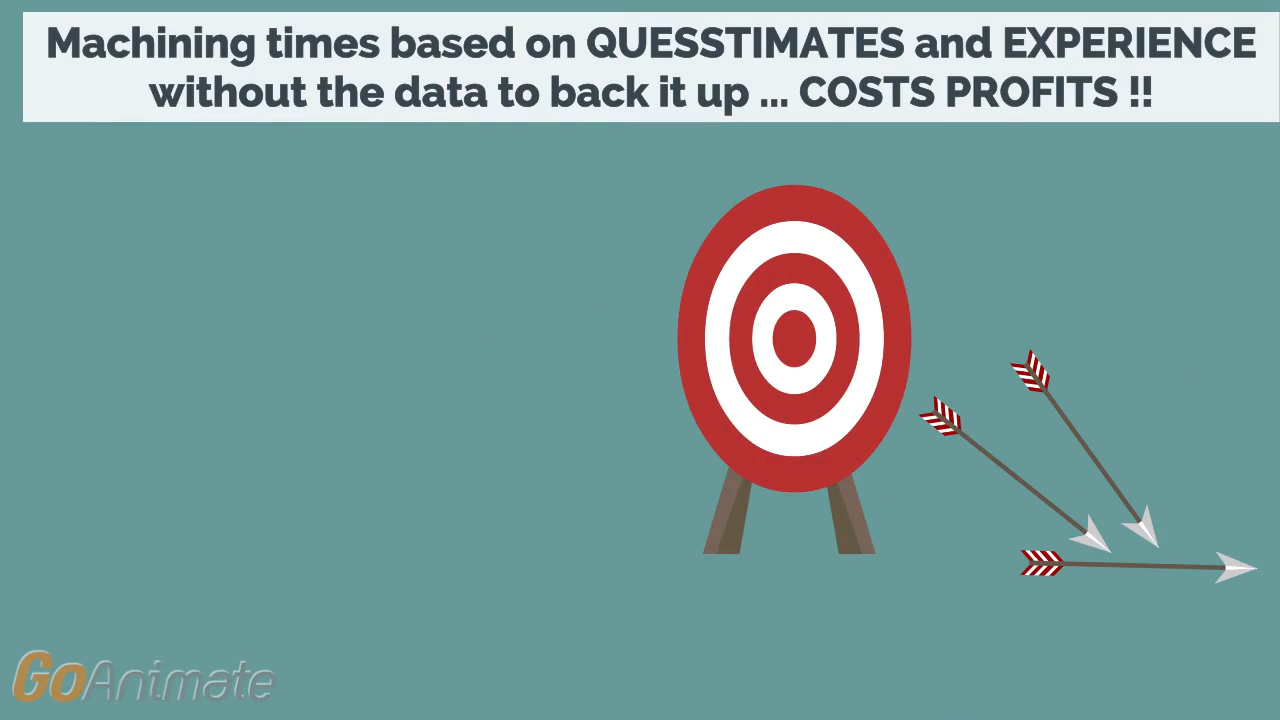 Machining times based on QUESSTIMATES and EXPERIENCE
without the data to back it up ... COSTS PROFITS !!
GoAnimate